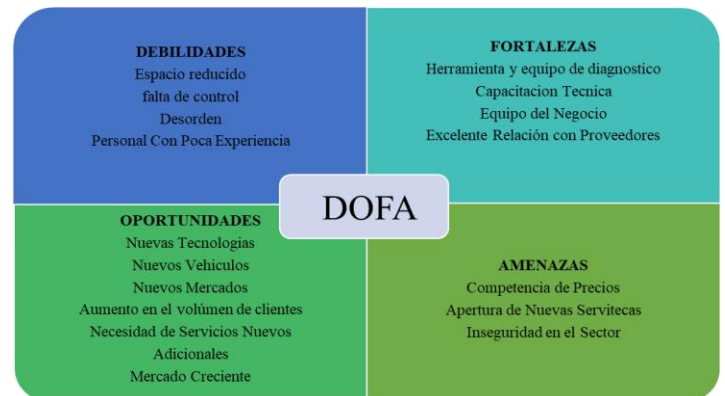 DEBILIDADES
Espacio reducido
falta de control
Desorden
Personal Con Poca Experiencia
FORTALEZAS
Herramienta y equipo de diagnostico
Capacitacion Tecnica
Equipo del Negocio
Excelente Relación con Proveedores
DOFA
OPORTUNIDADES
Nuevas Tecnologias
Nuevos Vehiculos
Nuevos Mercados
Aumento en el volúmen de clientes
Necesidad de Servicios Nuevos
Adicionales
Mercado Creciente
AMENAZAS
Competencia de Precios
Apertura de Nuevas Servitecas
Inseguridad en el Sector